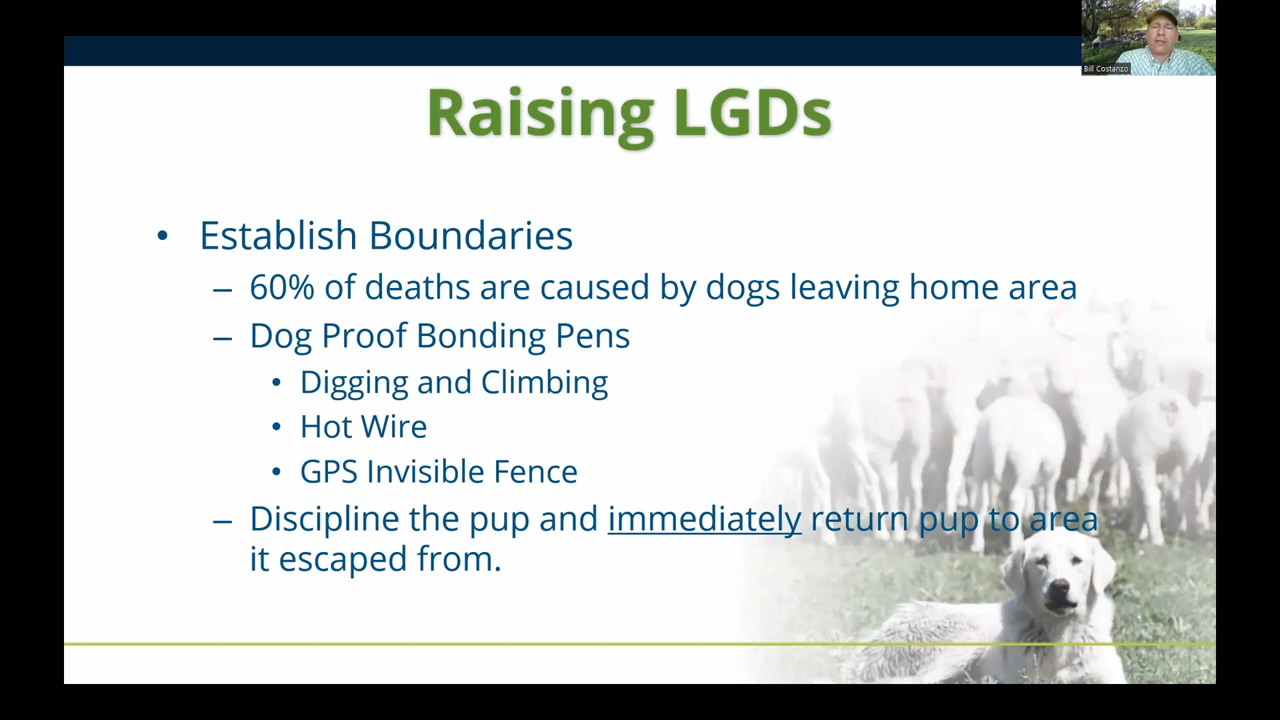 Bill Costanzo
Raising LGDs
• Establish Boundaries
– 60% of deaths are caused by dogs leaving home area
– Dog Proof Bonding Pens
• Digging and Climbing
• Hot Wire
• GPS Invisible Fence
– Discipline the pup and immediately return pup to area
it escaped from.